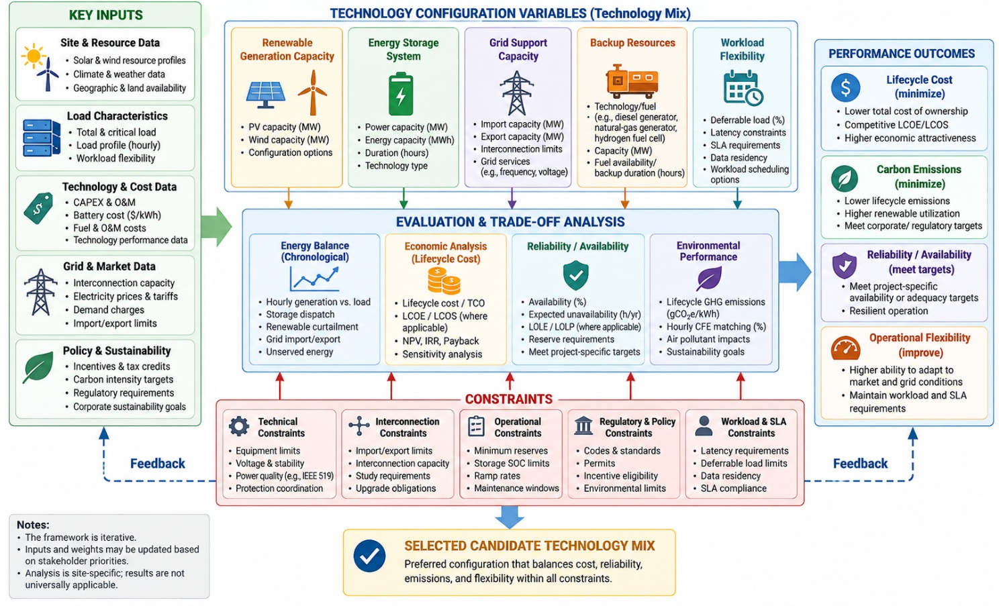 KEY INPUTS
Site & Resource Data
• Solar & wind resource profiles
• Climate & weather data
• Geographic & land availability
Load Characteristics
• Total & critical load
• Load profile (hourly)
• Workload flexibility
Technology & Cost Data
• CAPEX & O&M
• Battery cost ($/kWh)
• Fuel & O&M costs
• Technology performance data
$
Grid & Market Data
• Interconnection capacity
• Electricity prices & tariffs
• Demand charges
• Import/export limits
Policy & Sustainability
• Incentives & tax credits
• Carbon intensity targets
• Regulatory requirements
• Corporate sustainability goals
TECHNOLOGY CONFIGURATION VARIABLES (Technology Mix)
Renewable
Generation Capacity
• PV capacity (MW)
• Wind capacity (MW)
• Configuration options
Energy Storage
System
• Power capacity (MW)
• Energy capacity (MWh)
• Duration (hours)
• Technology type
Grid Support
Capacity
• Import capacity (MW)
• Export capacity (MW)
• Interconnection limits
• Grid services
(e.g., frequency, voltage)
Backup Resources
• Technology/fuel
• (e.g., diesel generator,
natural-gas generator,
hydrogen fuel cell)
• Capacity (MW)
• Fuel availability/
backup duration (hours)
Workload
Flexibility
• Deferrable load (%)
• Latency constraints
• SLA requirements
• Data residency
• Workload scheduling
options
EVALUATION & TRADE-OFF ANALYSIS
Energy Balance
(Chronological)
• Hourly generation vs. load
• Storage dispatch
• Renewable curtailment
• Grid import/export
• Unserved energy
Economic Analysis
(Lifecycle Cost)
• Lifecycle cost / TCO
• LCOE / LCOS (where
applicable)
• NPV, IRR, Payback
• Sensitivity analysis
Reliability / Availability
• Availability (%)
• Expected unavailability (h/yr)
• LOLE / LOLP (where applicable)
• Reserve requirements
• Meet project-specific targets
Environmental
Performance
• Lifecycle GHG emissions
(gCO₂e/kWh)
• Hourly CFE matching (%)
• Air pollutant impacts
• Sustainability goals
PERFORMANCE OUTCOMES
$
Lifecycle Cost
(minimize)
• Lower total cost of ownership
• Competitive LCOE/LCOS
• Higher economic attractiveness
Carbon Emissions
(minimize)
• Lower lifecycle emissions
• Higher renewable utilization
• Meet corporate/ regulatory targets
Reliability / Availability
(meet targets)
• Meet project-specific
availability or adequacy targets
• Resilient operation
Operational Flexibility
(improve)
• Higher ability to adapt to
market and grid conditions
• Maintain workload and SLA
requirements
CONSTRAINTS
Technical
Constraints
• Equipment limits
• Voltage & stability
• Power quality (e.g., IEEE 519)
• Protection coordination
Interconnection
Constraints
• Import/export limits
• Interconnection capacity
• Study requirements
• Upgrade obligations
Operational
Constraints
• Minimum reserves
• Storage SOC limits
• Ramp rates
• Maintenance windows
Regulatory & Policy
Constraints
• Codes & standards
• Permits
• Incentive eligibility
• Environmental limits
Workload & SLA
Constraints
• Latency requirements
• Deferrable load limits
• Data residency
• SLA compliance
Feedback
Feedback
Notes:
• The framework is iterative.
• Inputs and weights may be updated based
on stakeholder priorities.
• Analysis is site-specific; results are not
universally applicable.
SELECTED CANDIDATE TECHNOLOGY MIX
Preferred configuration that balances cost, reliability,
emissions, and flexibility within all constraints.